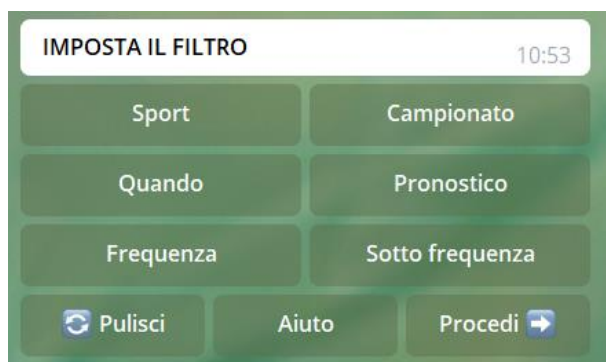 IMPOSTA IL FILTRO
10:53
Sport Campionato
Quando Pronostico
Frequenza Sotto frequenza
🔄 Pulisci Aiuto Procedi ➡️